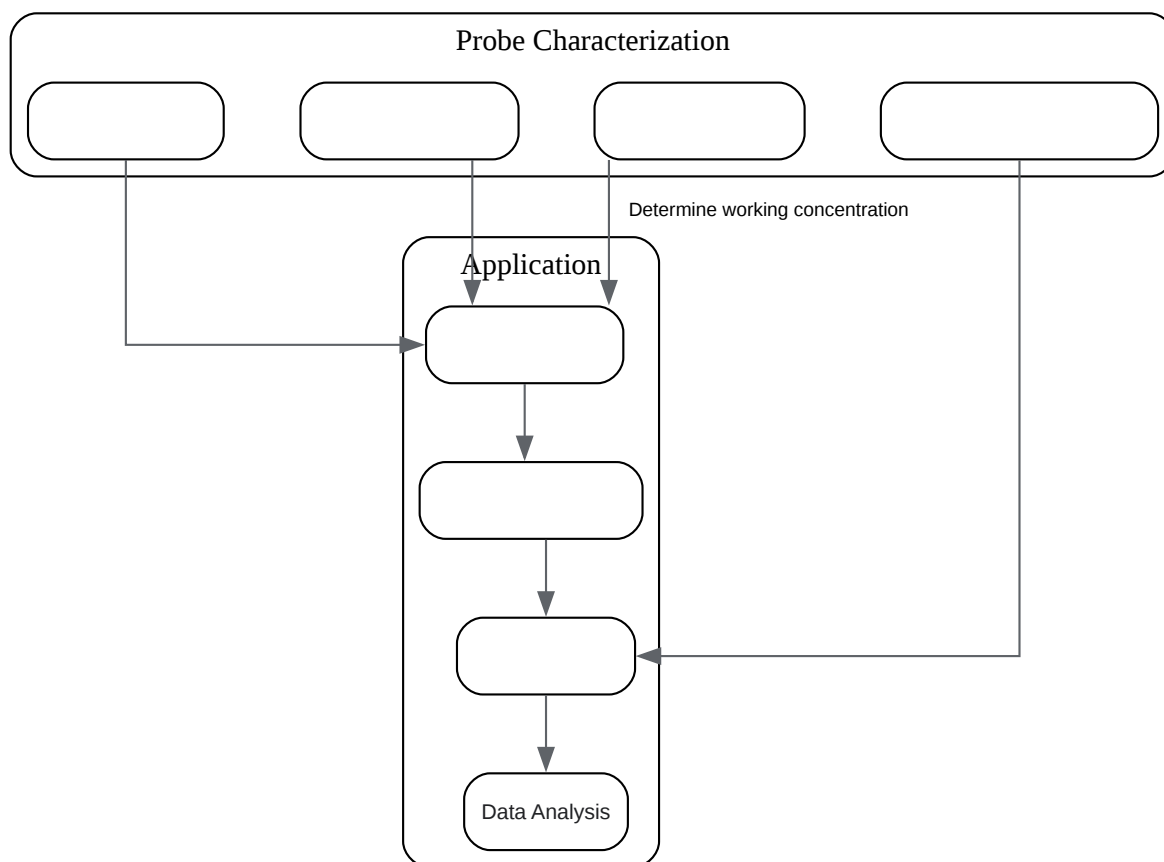 Probe Characterization
Determine working concentration
Application
Data Analysis